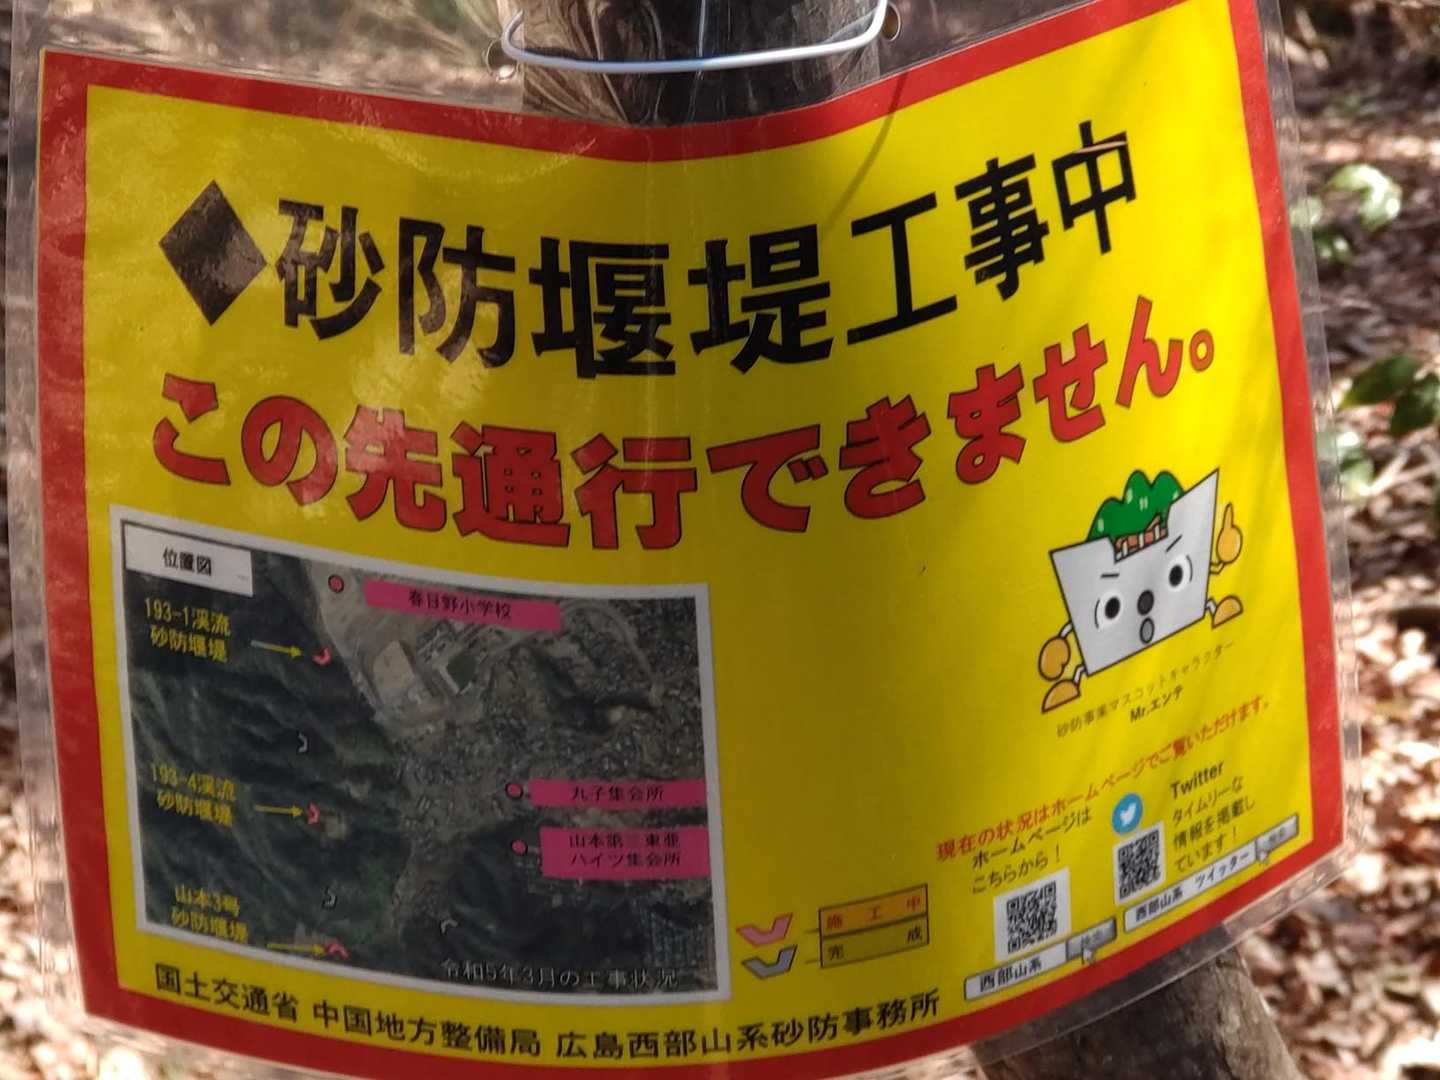 ◆砂防堰堤工事中
この先通行できません。
位置図
春日野小学校
193-1渓流
砂防堰堤
193-4渓流
砂防堰堤
丸子集会所
山本第二東亜
ハイツ集会所
山本3号
砂防堰堤
令和5年3月の工事状況
施工中
完成
砂防事業マスコットキャラクター
Mr.エンテ
現在の状況はホームページでご覧いただけます。
ホームページは
こちらから！
西部山系
Twitter
タイムリーな
情報を掲載し
ています！
西部山系 ツイッター
国土交通省 中国地方整備局 広島西部山系砂防事務所